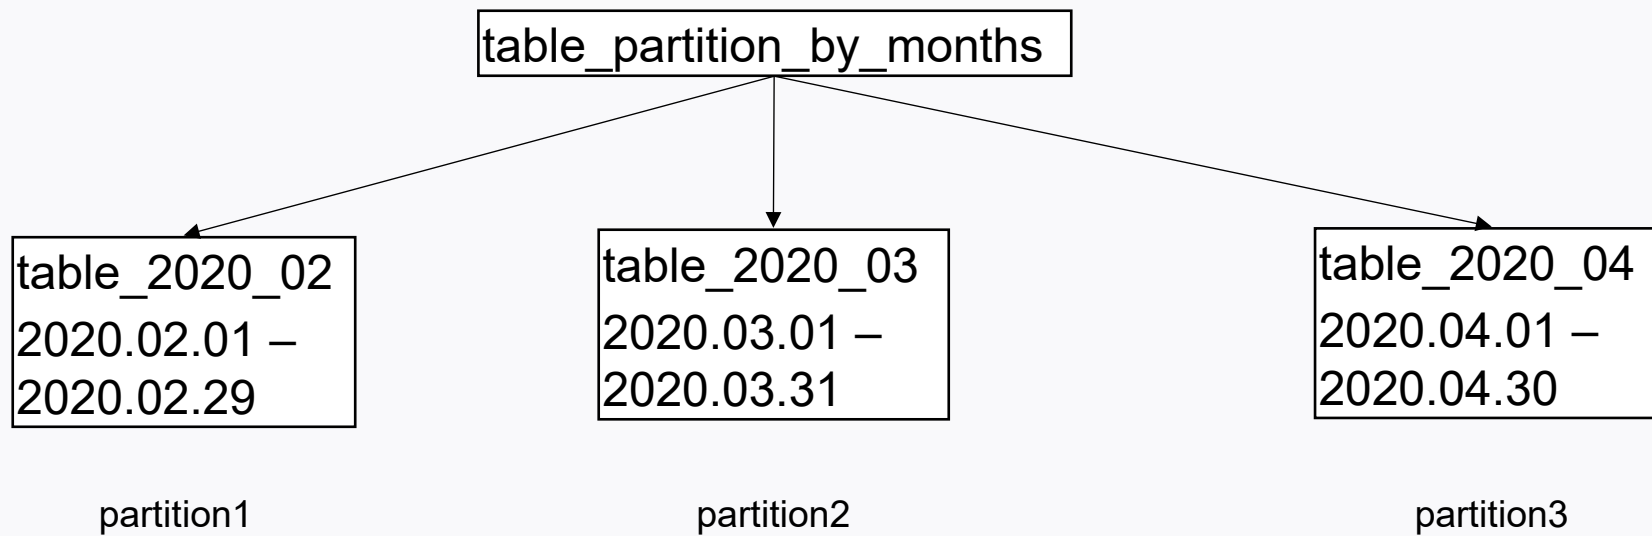 table_partition_by_months
table_2020_02
2020.02.01 –
2020.02.29
table_2020_03
2020.03.01 –
2020.03.31
table_2020_04
2020.04.01 –
2020.04.30
partition1
partition2
partition3